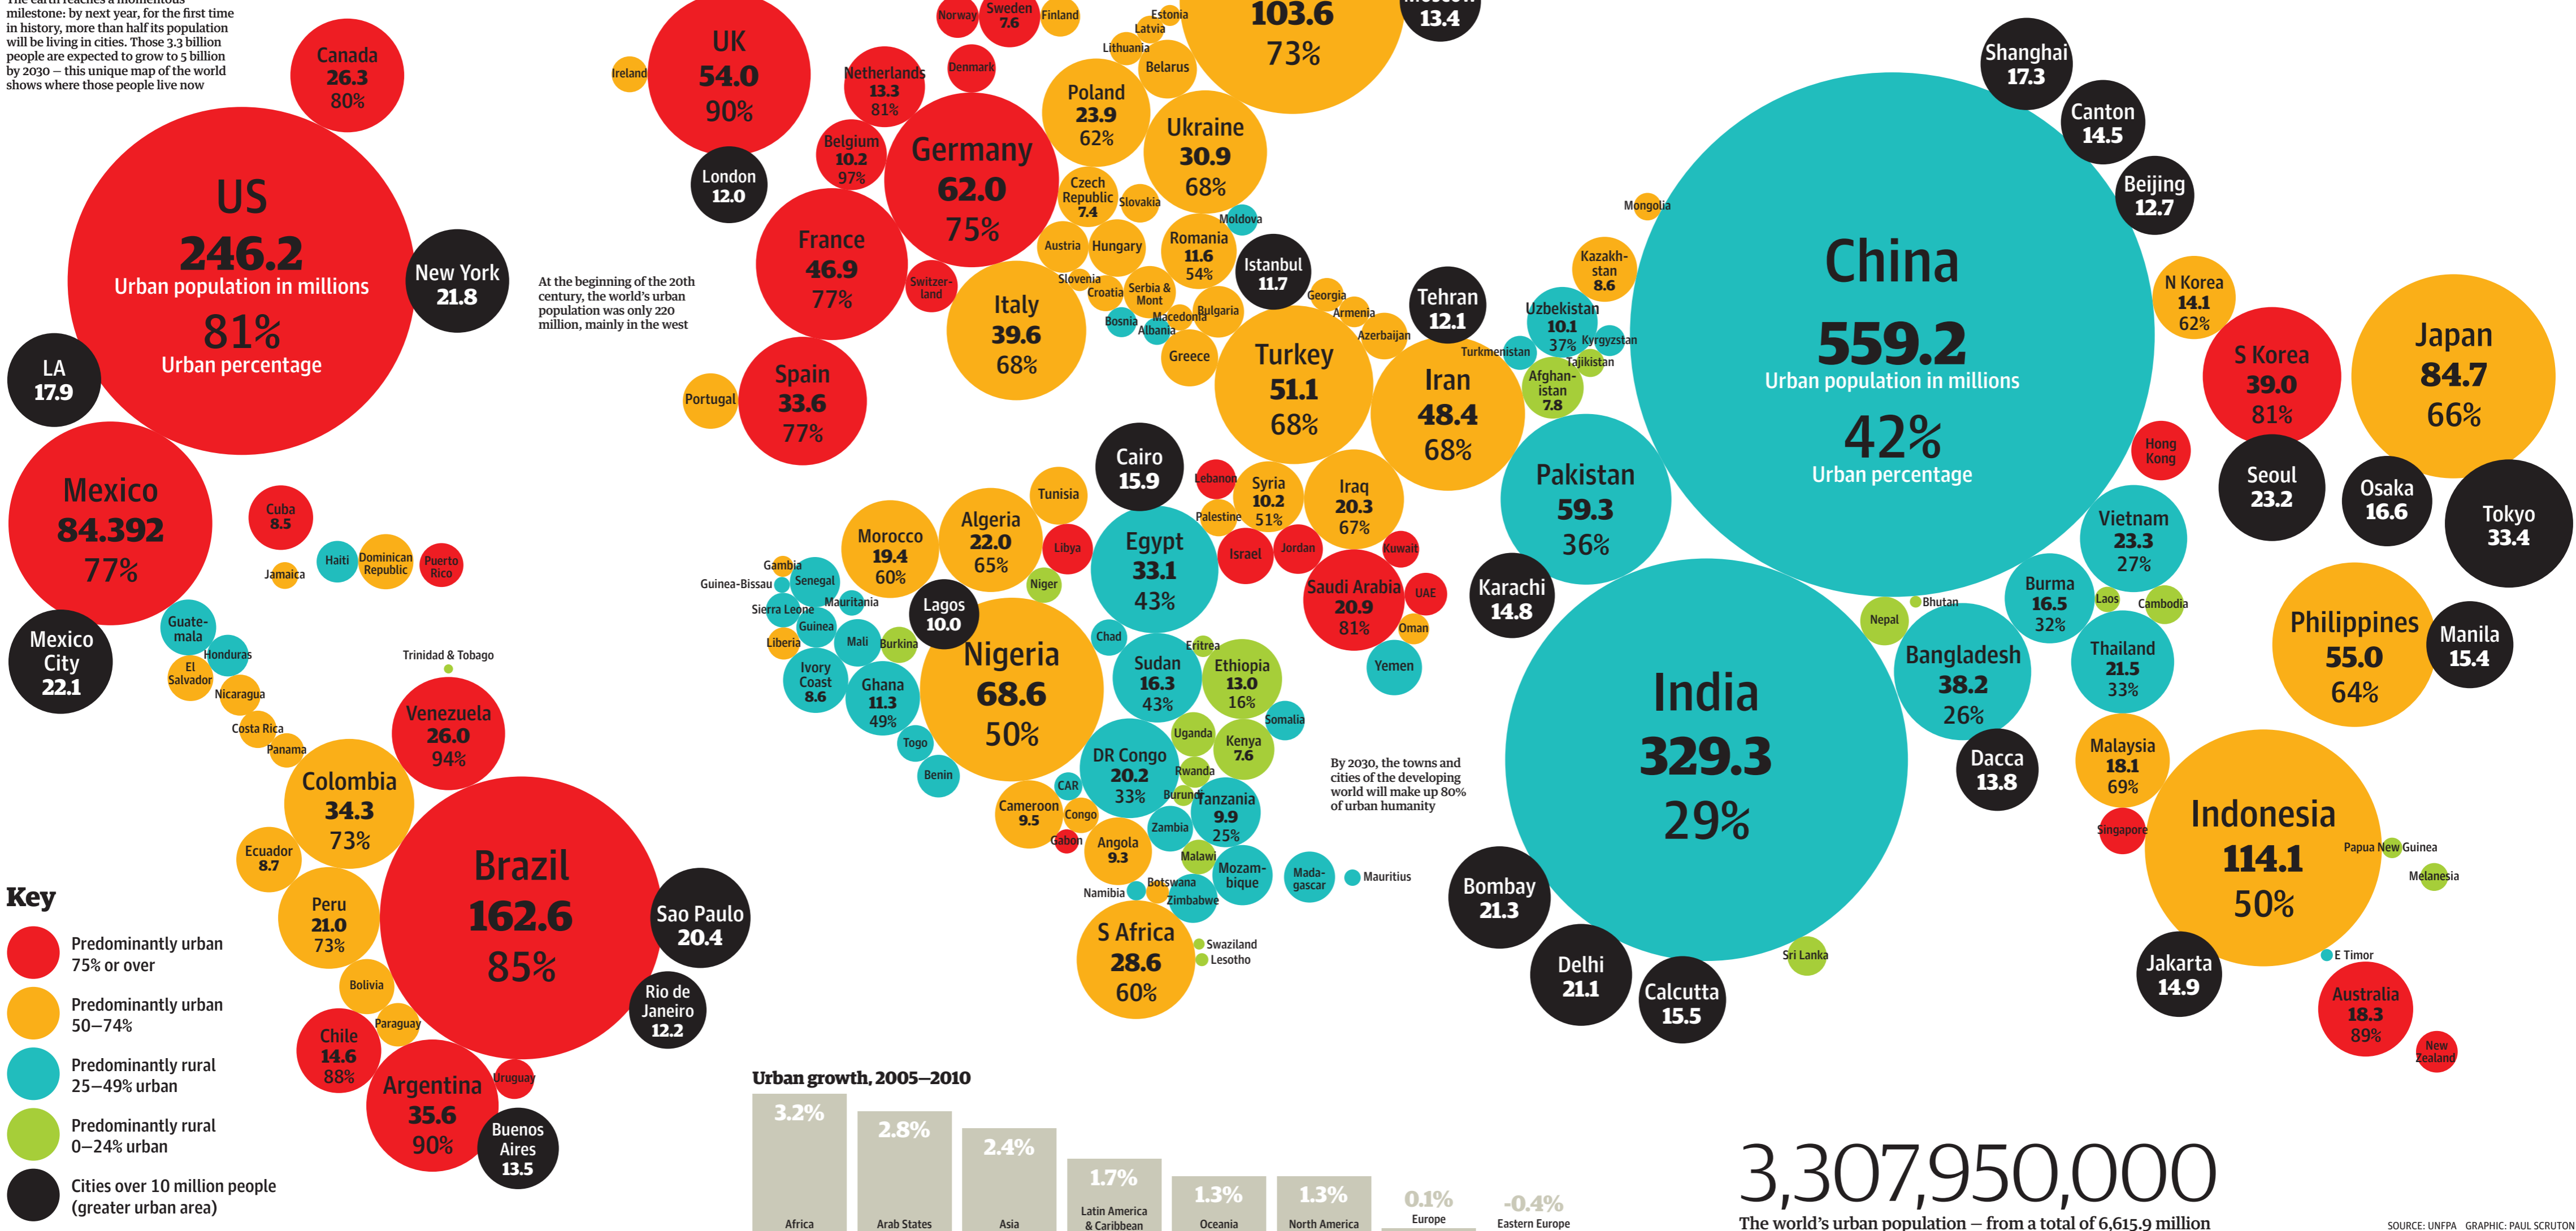 The earth reaches a momentous
milestone: by next year, for the first time
in history, more than half its population
will be living in cities. Those 3.3 billion
people are expected to grow to 5 billion
by 2030 – this unique map of the world
shows where those people live now
Canada
26.3
80%
US
246.2
Urban population in millions
81%
Urban percentage
New York
21.8
LA
17.9
Mexico
84.392
77%
Mexico
City
22.1
Cuba
8.5
Jamaica
Haiti
Dominican
Republic
Puerto
Rico
Guate-
mala
Honduras
El
Salvador
Nicaragua
Costa Rica
Panama
Trinidad & Tobago
Venezuela
26.0
94%
Colombia
34.3
73%
Ecuador
8.7
Peru
21.0
73%
Brazil
162.6
85%
Sao Paulo
20.4
Rio de
Janeiro
12.2
Bolivia
Paraguay
Chile
14.6
88%
Argentina
35.6
90%
Uruguay
Buenos
Aires
13.5
Key
Predominantly urban
75% or over
Predominantly urban
50–74%
Predominantly rural
25–49% urban
Predominantly rural
0–24% urban
Cities over 10 million people
(greater urban area)
At the beginning of the 20th
century, the world's urban
population was only 220
million, mainly in the west
Ireland
UK
54.0
90%
London
12.0
Norway
Sweden
7.6
Finland
Denmark
Netherlands
13.3
81%
Belgium
10.2
97%
Germany
62.0
75%
France
46.9
77%
Switzer-
land
Spain
33.6
77%
Portugal
Italy
39.6
68%
Estonia
Latvia
Lithuania
Belarus
103.6
73%
Moscow
13.4
Poland
23.9
62%
Ukraine
30.9
68%
Czech
Republic
7.4
Slovakia
Moldova
Austria
Hungary
Romania
11.6
54%
Slovenia
Croatia
Serbia &
Mont
Bosnia
Macedonia
Albania
Bulgaria
Greece
Istanbul
11.7
Georgia
Armenia
Azerbaijan
Turkey
51.1
68%
Tehran
12.1
Iran
48.4
68%
Kazakh-
stan
8.6
Uzbekistan
10.1
37%
Kyrgyzstan
Turkmenistan
Tajikistan
Afghan-
istan
7.8
Mongolia
China
559.2
Urban population in millions
42%
Urban percentage
Shanghai
17.3
Canton
14.5
Beijing
12.7
N Korea
14.1
62%
S Korea
39.0
81%
Seoul
23.2
Japan
84.7
66%
Osaka
16.6
Tokyo
33.4
Hong
Kong
Pakistan
59.3
36%
Karachi
14.8
Cairo
15.9
Lebanon
Syria
10.2
51%
Iraq
20.3
67%
Palestine
Israel
Jordan
Kuwait
Saudi Arabia
20.9
81%
UAE
Oman
Yemen
Tunisia
Algeria
22.0
65%
Morocco
19.4
60%
Libya
Egypt
33.1
43%
Niger
Gambia
Senegal
Guinea-Bissau
Mauritania
Sierra Leone
Guinea
Liberia
Mali
Burkina
Ivory
Coast
8.6
Ghana
11.3
49%
Togo
Benin
Lagos
10.0
Nigeria
68.6
50%
Chad
Sudan
16.3
43%
Eritrea
Ethiopia
13.0
16%
Somalia
Uganda
Kenya
7.6
DR Congo
20.2
33%
Rwanda
Burundi
Tanzania
9.9
25%
CAR
Cameroon
9.5
Congo
Gabon
Angola
9.3
Zambia
Malawi
Mozam-
bique
Mada-
gascar
Mauritius
Namibia
Botswana
Zimbabwe
S Africa
28.6
60%
Swaziland
Lesotho
By 2030, the towns and
cities of the developing
world will make up 80%
of urban humanity
India
329.3
29%
Bombay
21.3
Delhi
21.1
Calcutta
15.5
Sri Lanka
Nepal
Bhutan
Bangladesh
38.2
26%
Dacca
13.8
Burma
16.5
32%
Laos
Vietnam
23.3
27%
Cambodia
Thailand
21.5
33%
Malaysia
18.1
69%
Singapore
Philippines
55.0
64%
Manila
15.4
Indonesia
114.1
50%
Jakarta
14.9
Papua New Guinea
Melanesia
E Timor
Australia
18.3
89%
New
Zealand
Urban growth, 2005–2010
3.2%
Africa
2.8%
Arab States
2.4%
Asia
1.7%
Latin America
& Caribbean
1.3%
Oceania
1.3%
North America
0.1%
Europe
-0.4%
Eastern Europe
3,307,950,000
The world's urban population – from a total of 6,615.9 million
SOURCE: UNFPA GRAPHIC: PAUL SCRUTON